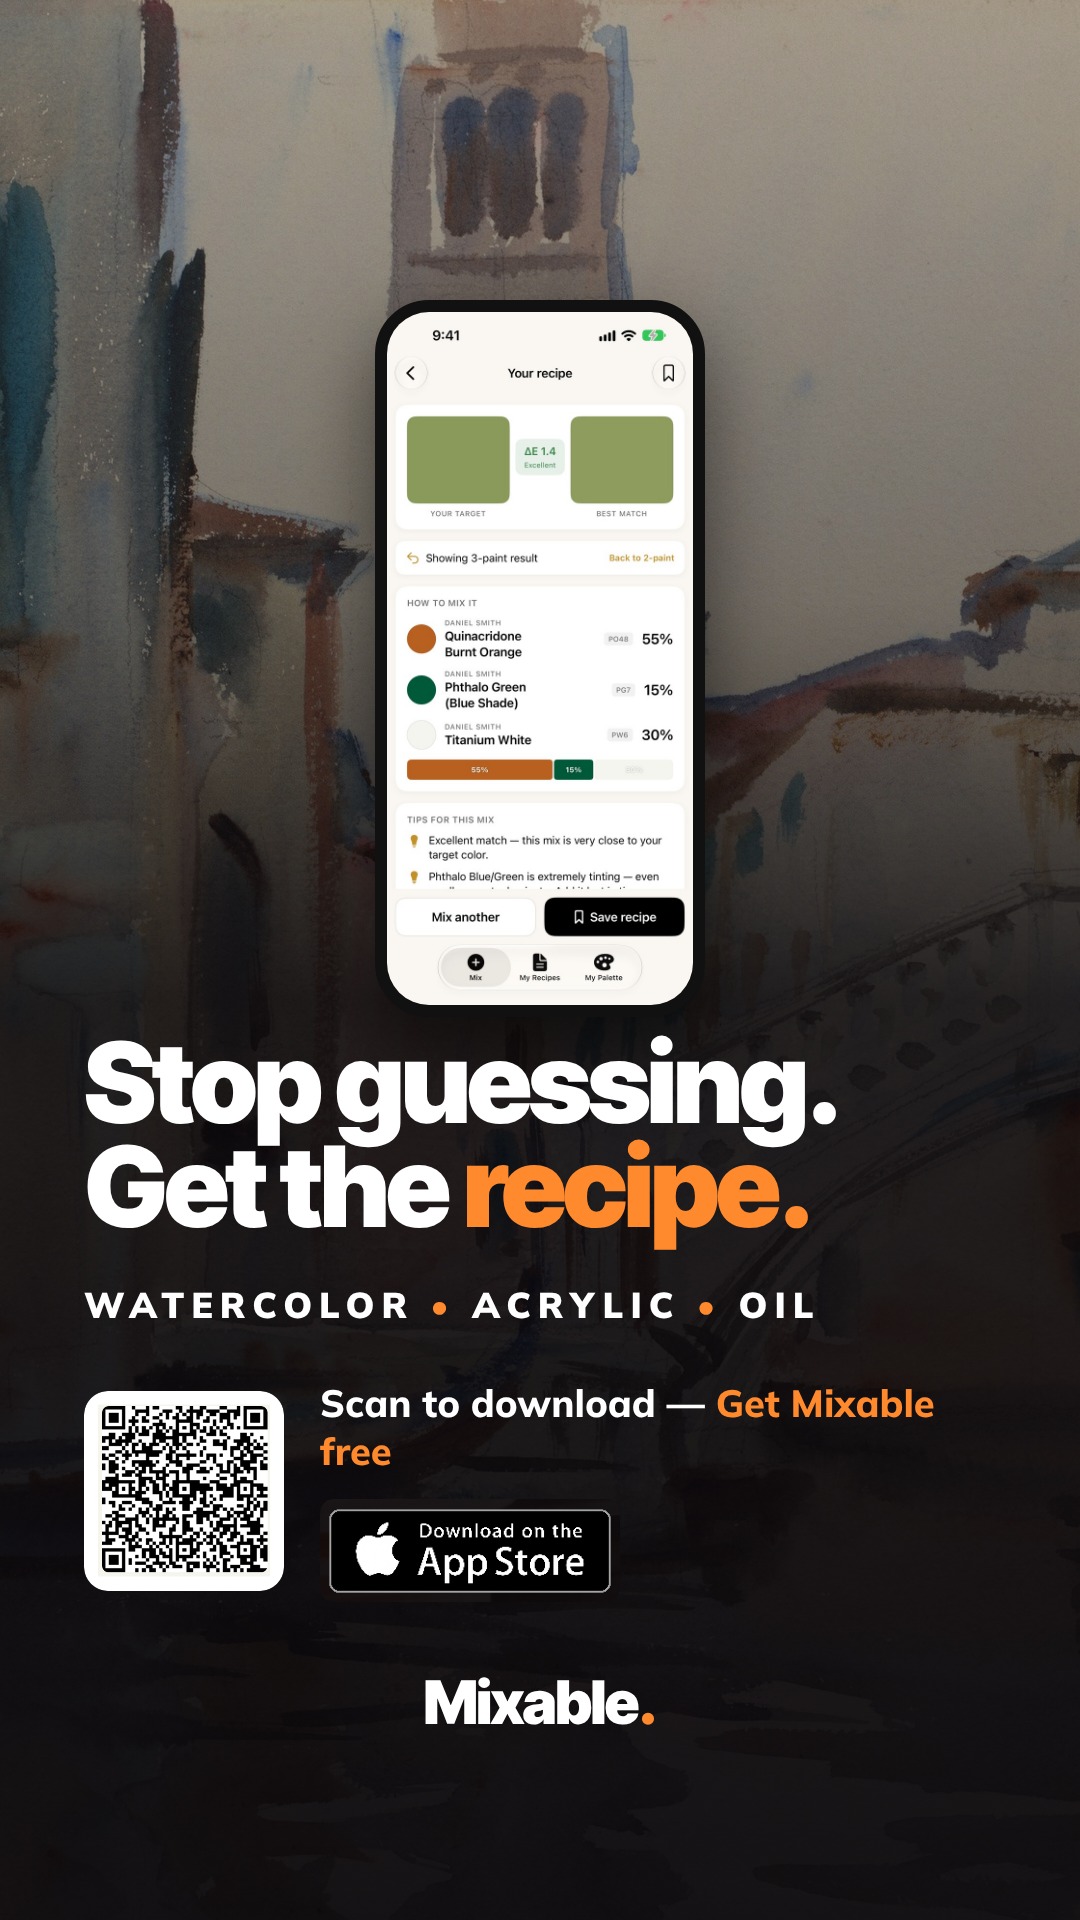 9:41
Your recipe
ΔE 1.4
Excellent
YOUR TARGET
BEST MATCH
Showing 3-paint result
Back to 2-paint
HOW TO MIX IT
DANIEL SMITH
Quinacridone
Burnt Orange
PO48
55%
DANIEL SMITH
Phthalo Green
(Blue Shade)
PG7
15%
DANIEL SMITH
Titanium White
PW6
30%
55%
15%
TIPS FOR THIS MIX
Excellent match — this mix is very close to your
target color.
Phthalo Blue/Green is extremely tinting — even
Mix another
Save recipe
Mix
My Recipes
My Palette
Stop guessing.
Get the recipe.
WATERCOLOR • ACRYLIC • OIL
Scan to download — Get Mixable
free
Download on the
App Store
Mixable.